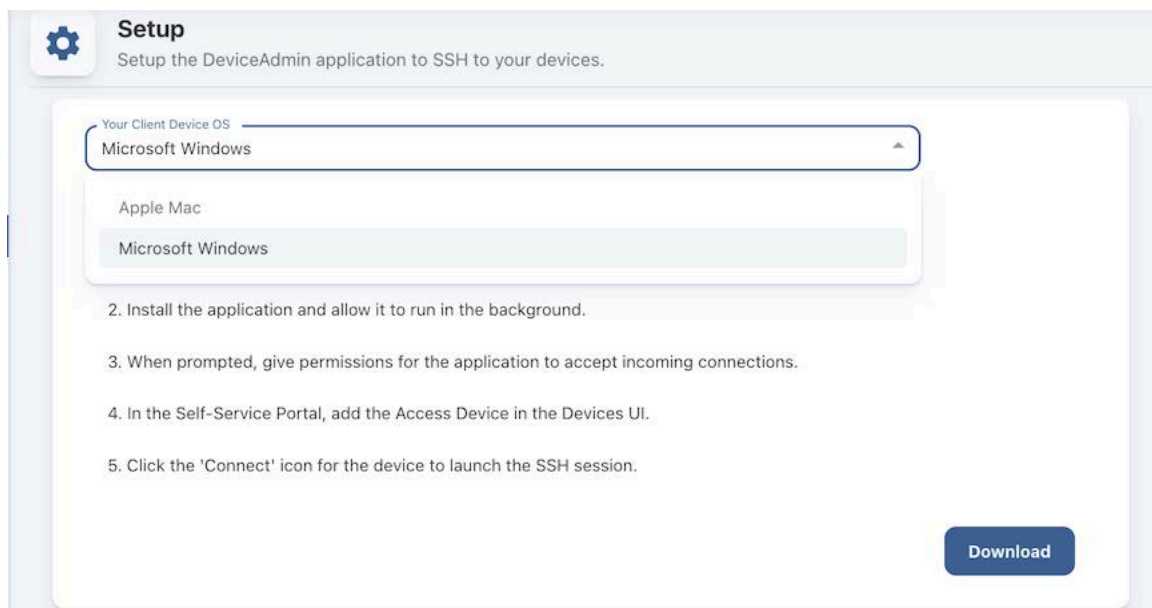 Setup
Setup the DeviceAdmin application to SSH to your devices.
Your Client Device OS
Microsoft Windows
Apple Mac
Microsoft Windows
2. Install the application and allow it to run in the background.
3. When prompted, give permissions for the application to accept incoming connections.
4. In the Self-Service Portal, add the Access Device in the Devices UI.
5. Click the 'Connect' icon for the device to launch the SSH session.
Download